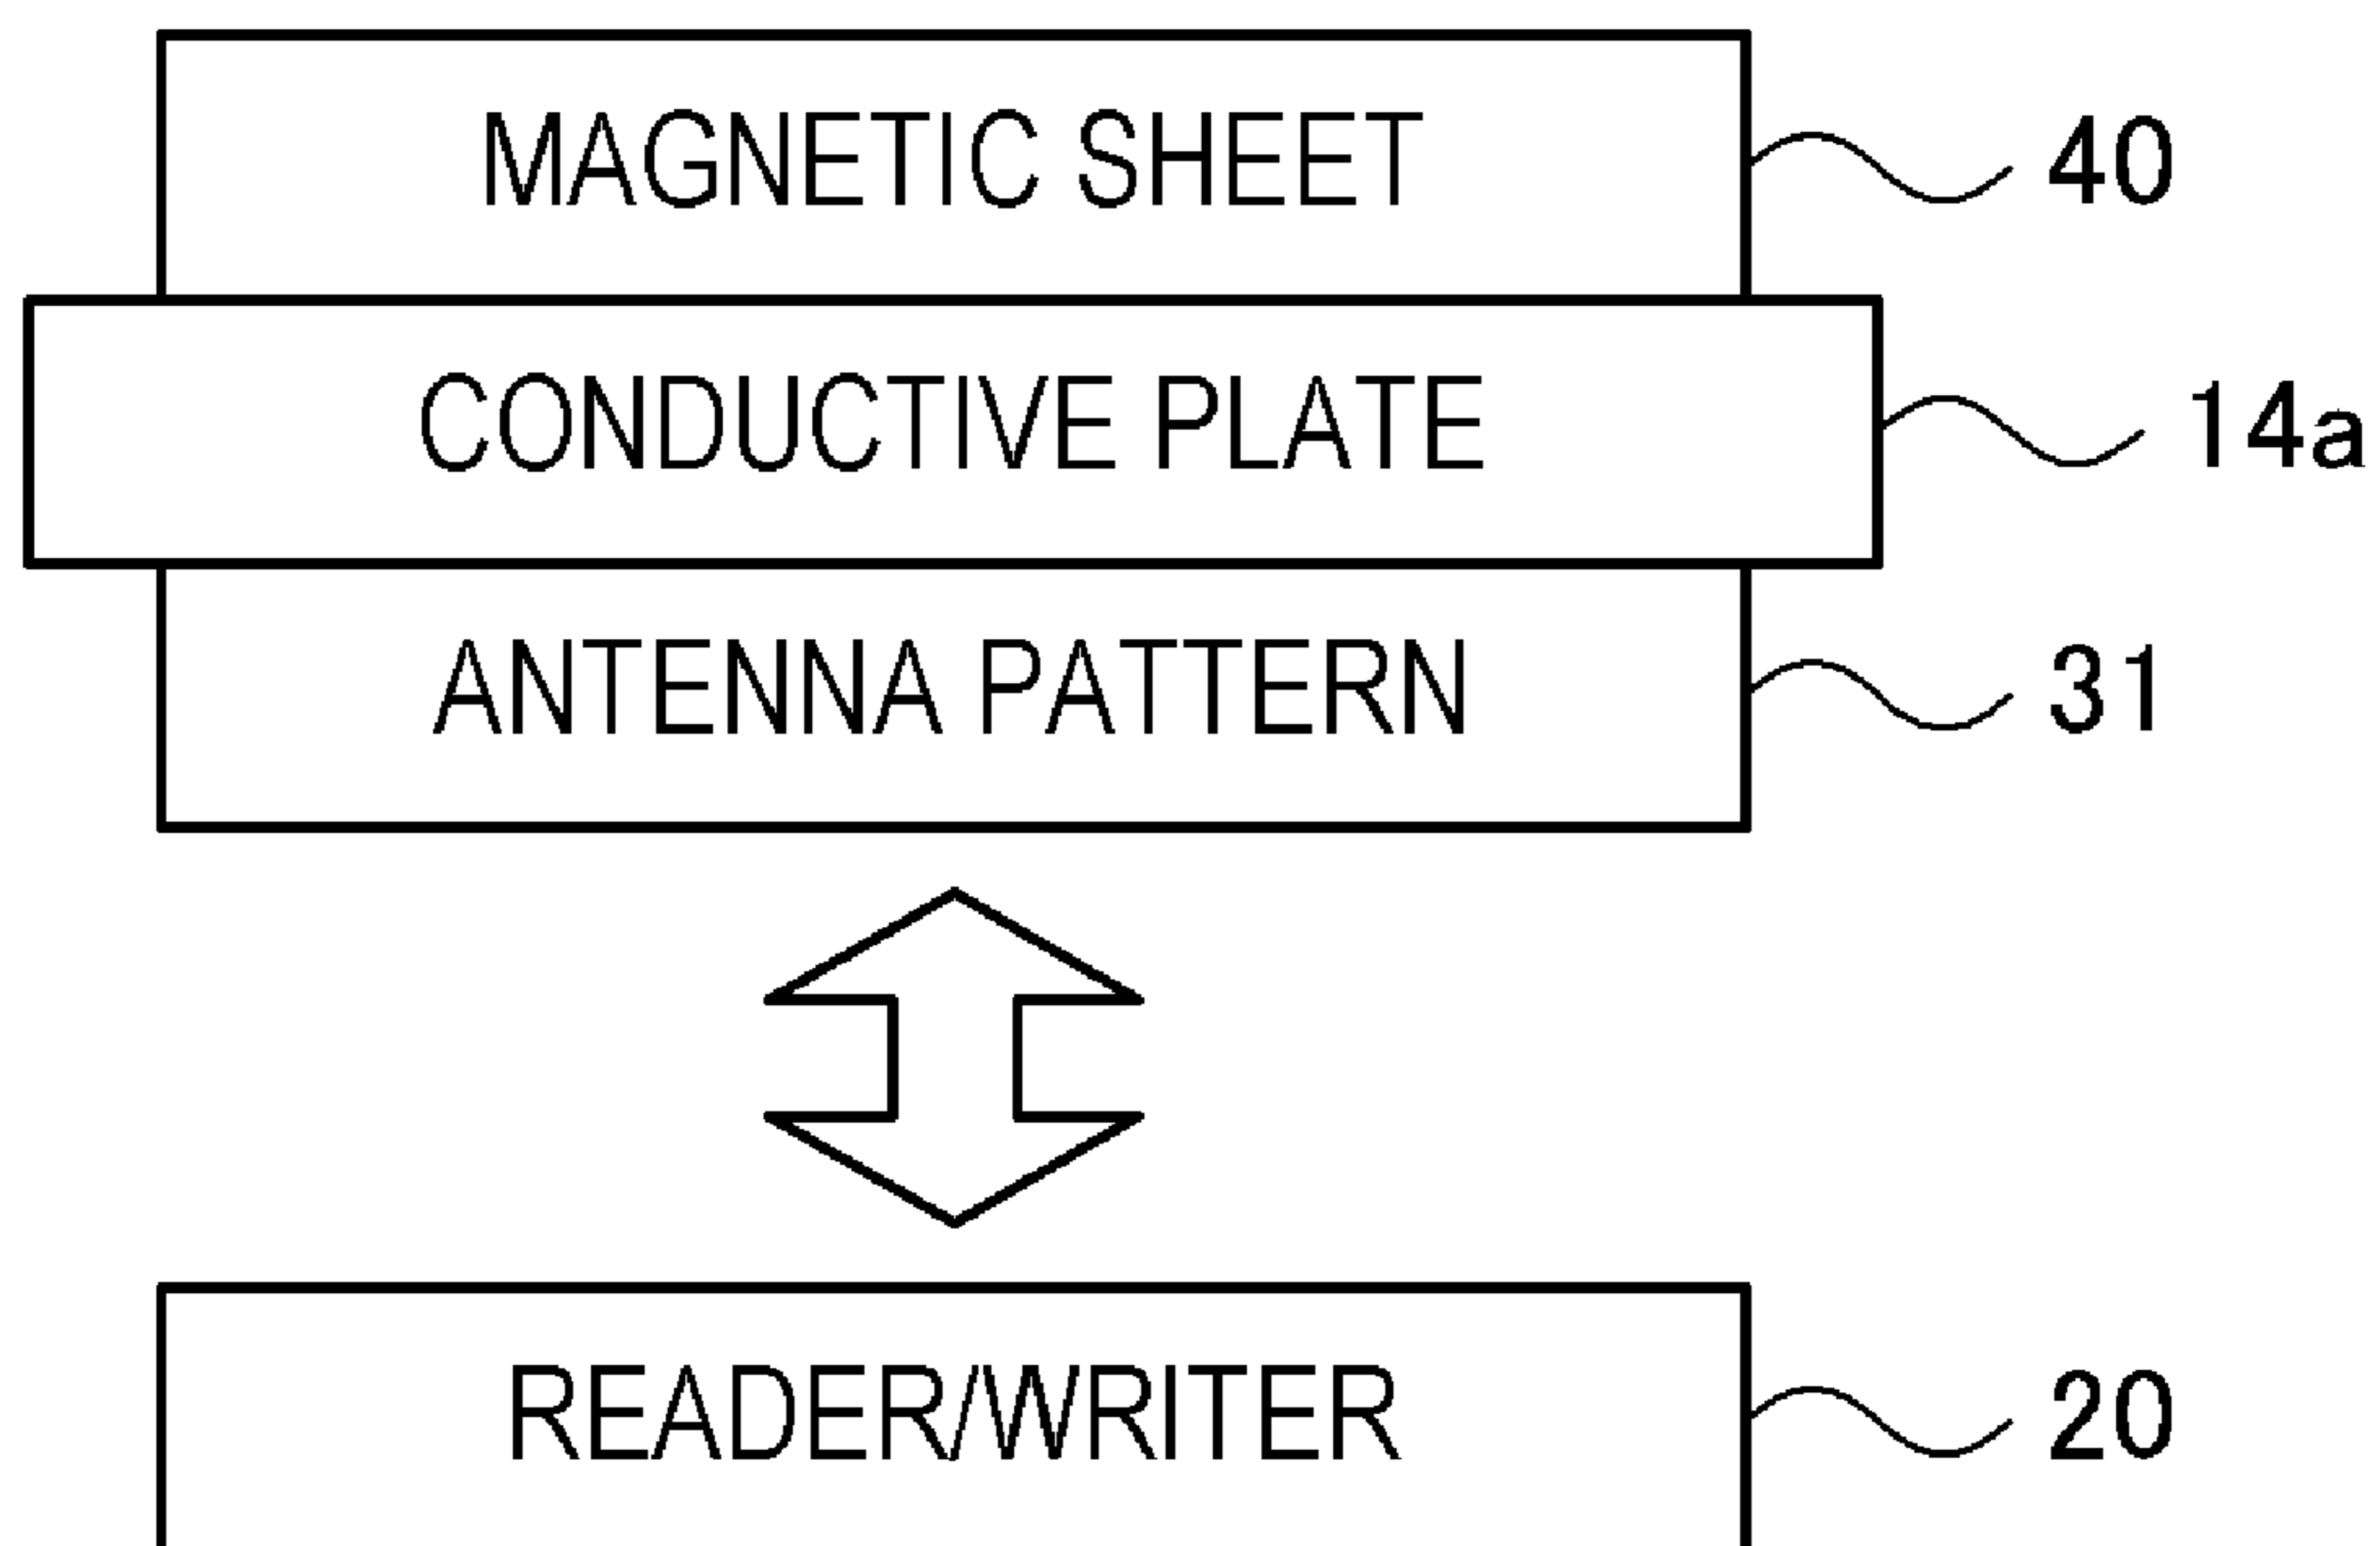 MAGNETIC SHEET 40
CONDUCTIVE PLATE 14a
ANTENNA PATTERN 31
READER/WRITER 20